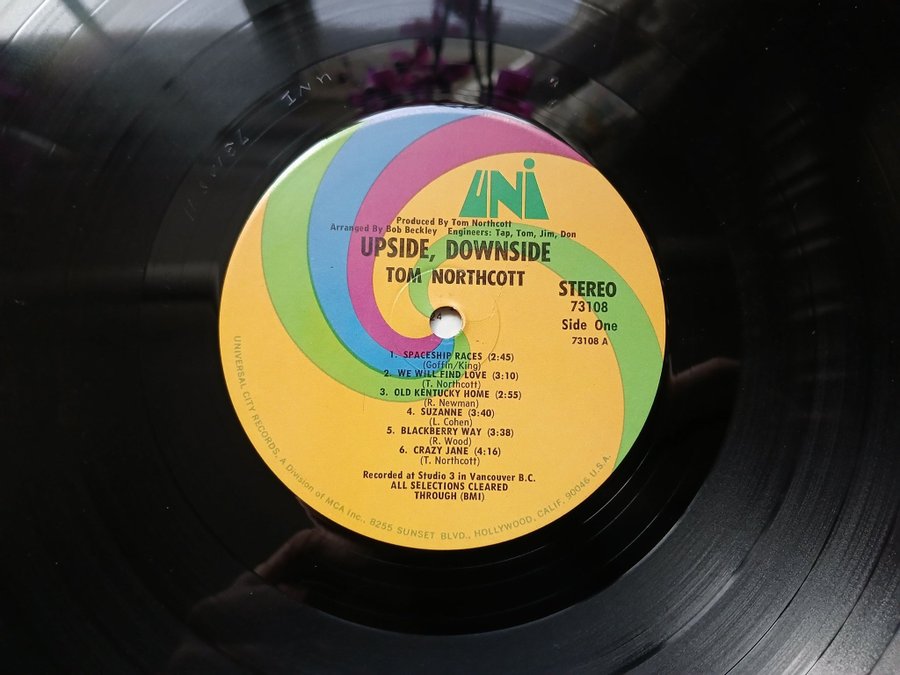 UNI
Produced By Tom Northcott
Arranged By Bob Beckley Engineers: Tap, Tom, Jim, Don
UPSIDE, DOWNSIDE
TOM NORTHCOTT
STEREO
73108
Side One
73108 A
1. SPACESHIP RACES (2:45)
(Goffin/King)
2. WE WILL FIND LOVE (3:10)
(T. Northcott)
3. OLD KENTUCKY HOME (2:55)
(R. Newman)
4. SUZANNE (3:40)
(L. Cohen)
5. BLACKBERRY WAY (3:38)
(R. Wood)
6. CRAZY JANE (4:16)
(T. Northcott)
Recorded at Studio 3 in Vancouver B.C.
ALL SELECTIONS CLEARED
THROUGH (BMI)
UNIVERSAL CITY RECORDS, A Division of MCA Inc., 8255 SUNSET BLVD., HOLLYWOOD, CALIF. 90046 U.S.A.